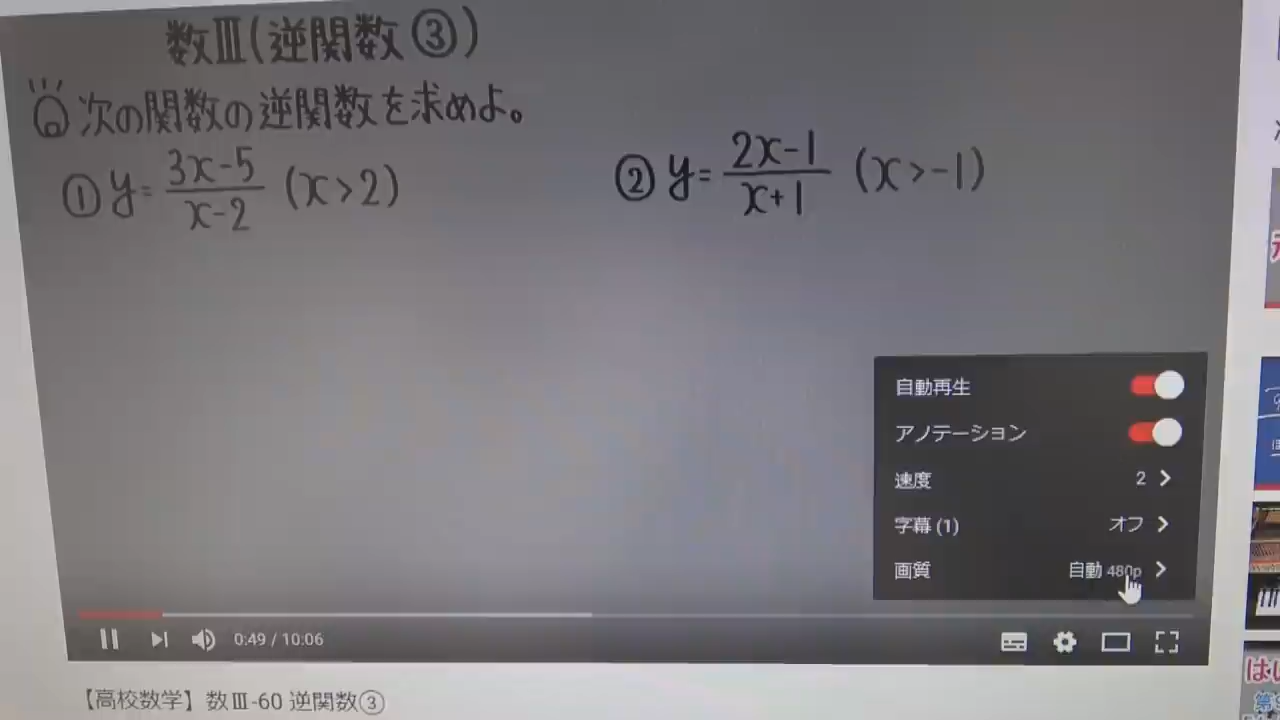 数Ⅲ(逆関数③)
次の関数の逆関数を求めよ。
① y = (3x-5)/(x-2) (x>2)
② y = (2x-1)/(x+1) (x>-1)
自動再生
アノテーション
速度 2
字幕 (1) オフ
画質 自動 480p
0:49 / 10:06
【高校数学】数Ⅲ-60 逆関数③